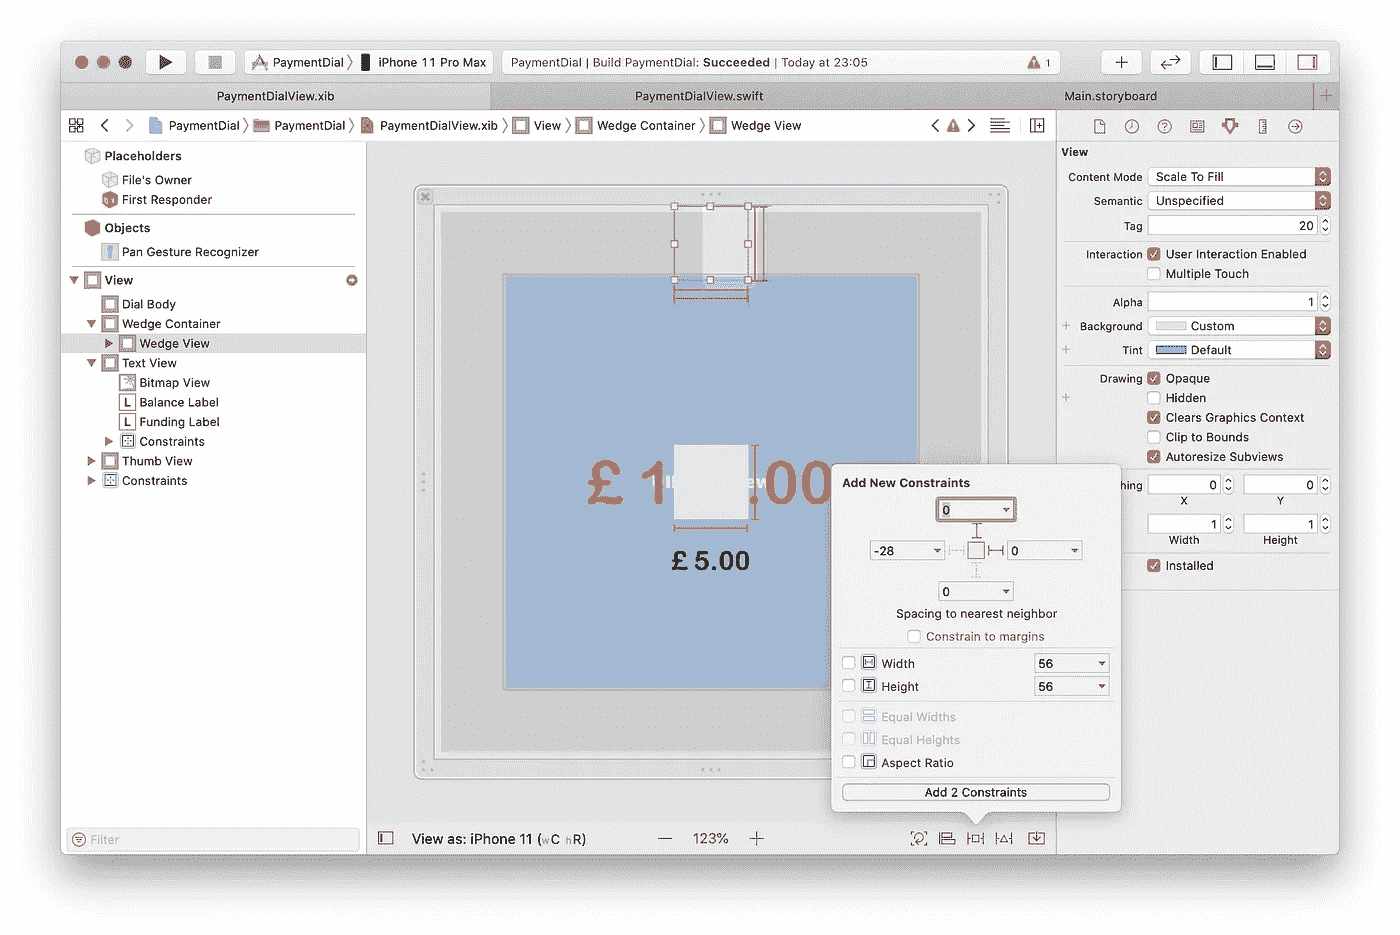 PaymentDial
iPhone 11 Pro Max
PaymentDial | Build PaymentDial: Succeeded | Today at 23:05
1
PaymentDialView.xib
PaymentDialView.swift
Main.storyboard
PaymentDial
PaymentDial
PaymentDialView.xib
View
Wedge Container
Wedge View
Placeholders
File's Owner
First Responder
Objects
Pan Gesture Recognizer
View
Dial Body
Wedge Container
Wedge View
Text View
Bitmap View
L Balance Label
L Funding Label
Constraints
Thumb View
Constraints
Filter
£ 1
.00
£ 5.00
View as: iPhone 11 (wC hR)
123%
Add New Constraints
0
-28
0
0
Spacing to nearest neighbor
Constrain to margins
Width 56
Height 56
Equal Widths
Equal Heights
Aspect Ratio
Add 2 Constraints
View
Content Mode Scale To Fill
Semantic Unspecified
Tag 20
Interaction User Interaction Enabled
Multiple Touch
Alpha 1
Background Custom
Tint Default
Drawing Opaque
Hidden
Clears Graphics Context
Clip to Bounds
Autoresize Subviews
hing 0 0
X Y
1 1
Width Height
Installed